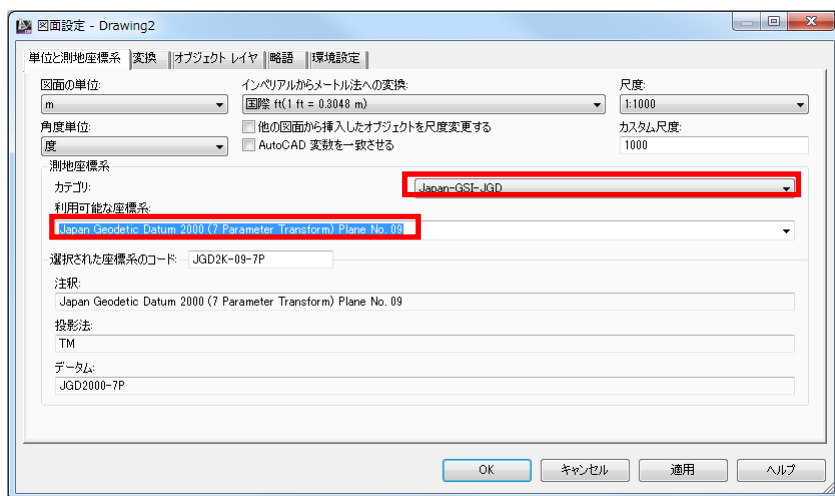 図面設定 - Drawing2
単位と測地座標系 変換 オブジェクト レイヤ 略語 環境設定
図面の単位: インペリアルからメートル法への変換: 尺度:
m 国際 ft(1 ft = 0.3048 m) 1:1000
角度単位: 他の図面から挿入したオブジェクトを尺度変更する カスタム尺度:
度 AutoCAD 変数を一致させる 1000
測地座標系
カテゴリ: Japan-GSI-JGD
利用可能な座標系:
Japan Geodetic Datum 2000 (7 Parameter Transform) Plane No. 09
選択された座標系のコード: JGD2K-09-7P
注釈:
Japan Geodetic Datum 2000 (7 Parameter Transform) Plane No. 09
投影法:
TM
データム:
JGD2000-7P
OK キャンセル 適用 ヘルプ